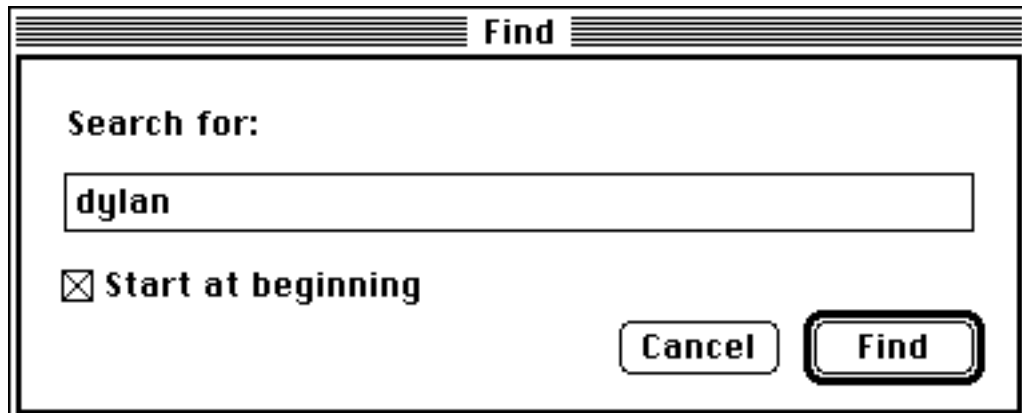 Find
Search for:
dylan
Start at beginning
Cancel Find